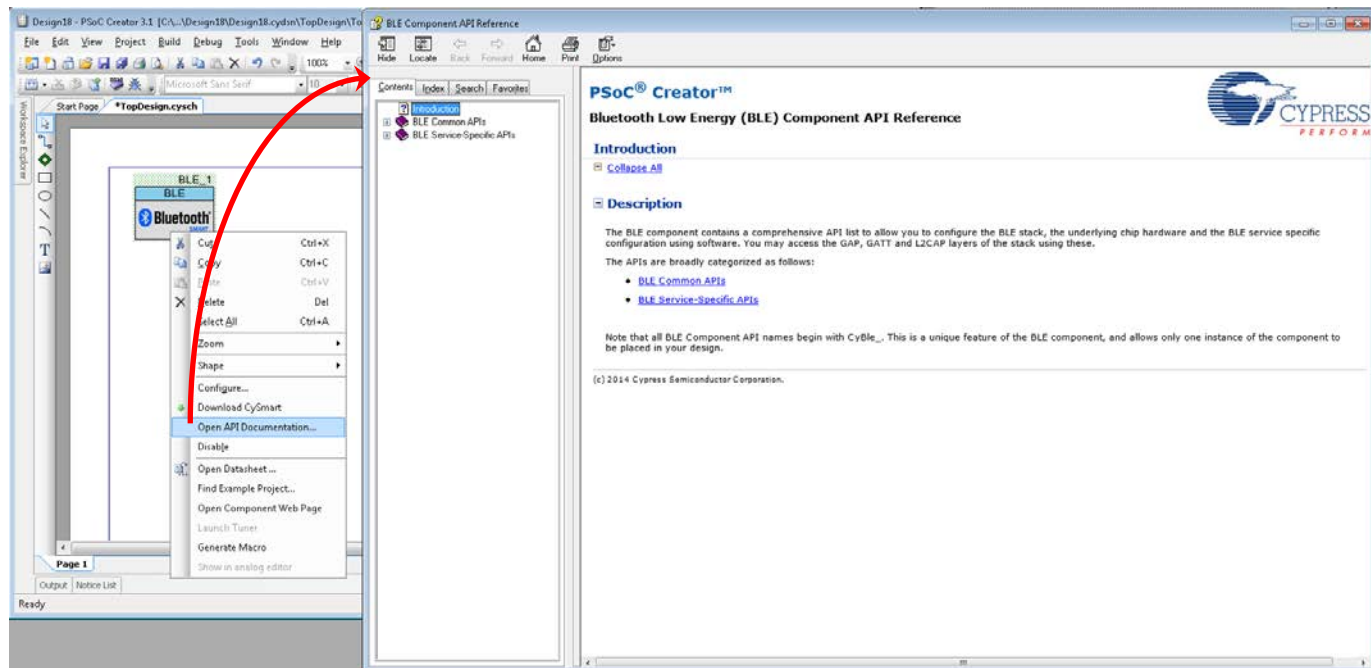 Design18 - PSoC Creator 3.1 [C:\...\Design18\Design18.cydsn\TopDesign\To
File Edit View Project Build Debug Tools Window Help
100%
Microsoft Sans Serif 10
Start Page *TopDesign.cysch
Workspace Explorer
BLE_1
BLE
Bluetooth
SMART
Cut Ctrl+X
Copy Ctrl+C
Paste Ctrl+V
Delete Del
Select All Ctrl+A
Zoom
Shape
Configure...
Download CySmart
Open API Documentation...
Disable
Open Datasheet ...
Find Example Project...
Open Component Web Page
Launch Tuner
Generate Macro
Show in analog editor
Page 1
Output Notice List
Ready
BLE Component API Reference
Hide Locate Back Forward Home Print Options
Contents Index Search Favorites
Introduction
BLE Common APIs
BLE Service-Specific APIs
PSoC® Creator™
CYPRESS
PERFORM
Bluetooth Low Energy (BLE) Component API Reference
Introduction
Collapse All
Description
The BLE component contains a comprehensive API list to allow you to configure the BLE stack, the underlying chip hardware and the BLE service specific
configuration using software. You may access the GAP, GATT and L2CAP layers of the stack using these.
The APIs are broadly categorized as follows:
• BLE Common APIs
• BLE Service-Specific APIs
Note that all BLE Component API names begin with CyBle_. This is a unique feature of the BLE component, and allows only one instance of the component to
be placed in your design.
(c) 2014 Cypress Semiconductor Corporation.